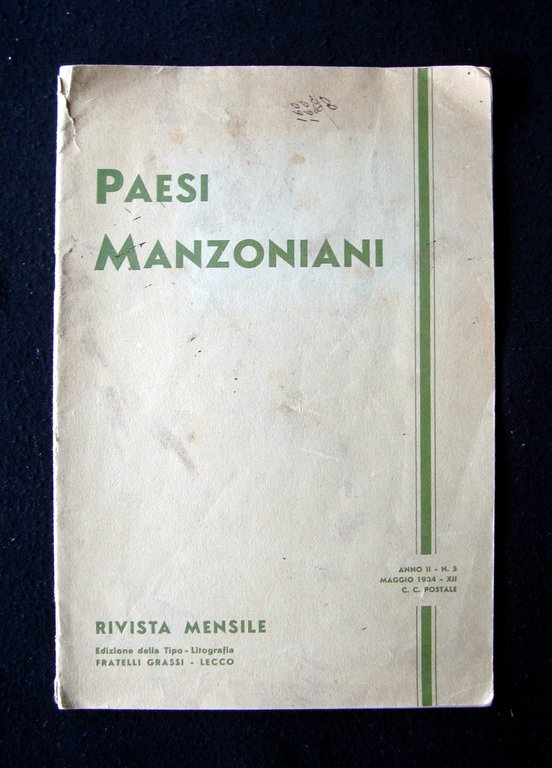 PAESI
MANZONIANI
ANNO II - N. 5
MAGGIO 1934 - XII
C. C. POSTALE
RIVISTA MENSILE
Edizione della Tipo - Litografia
FRATELLI GRASSI - LECCO